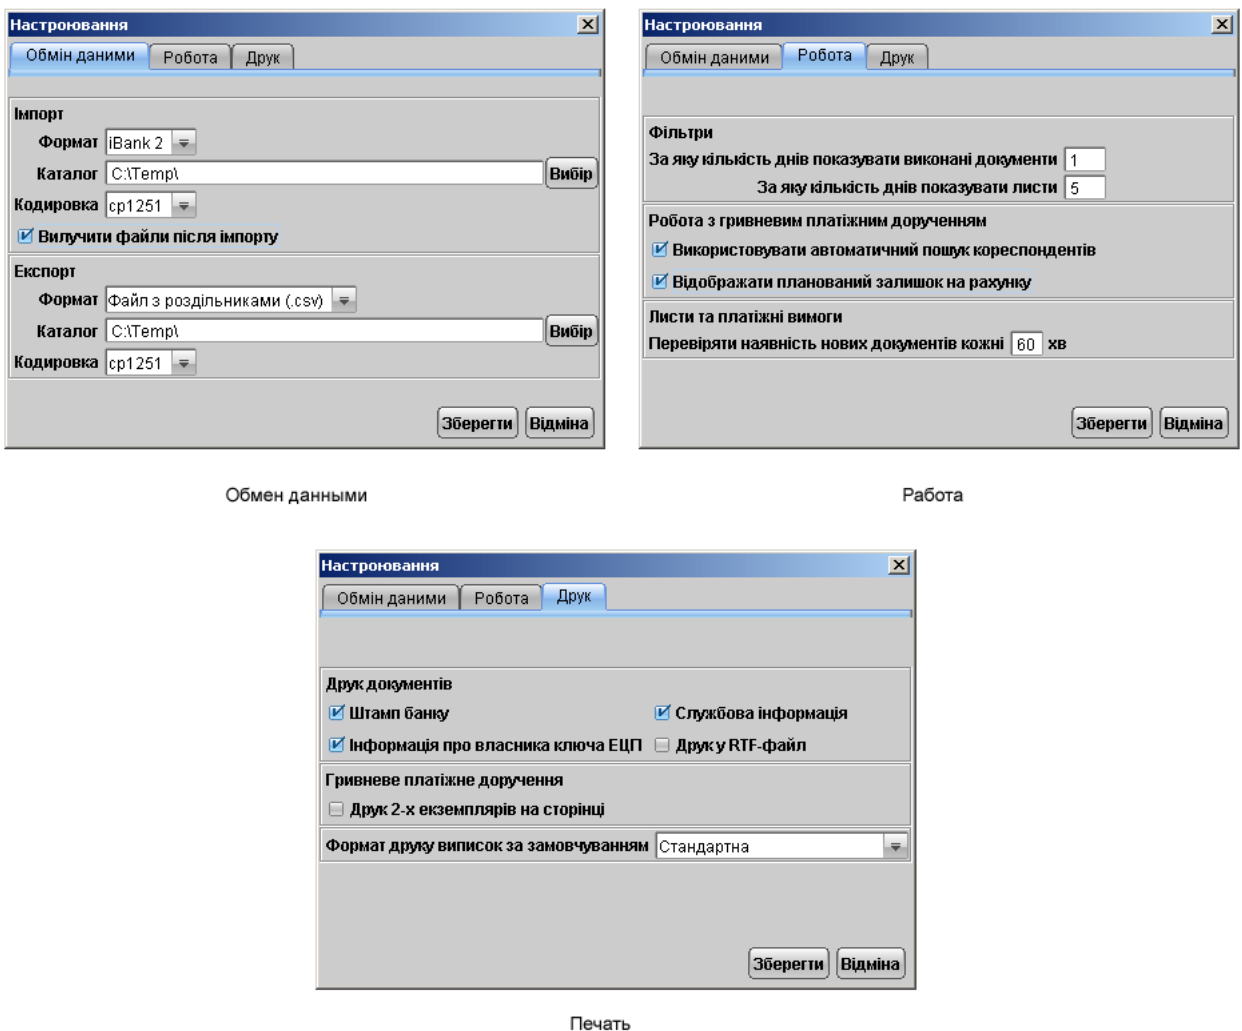 Настроювання
Обмін даними Робота Друк
Імпорт
Формат iBank 2
Каталог C:\Temp\ Вибір
Кодировка cp1251
Вилучити файли після імпорту
Експорт
Формат Файл з роздільниками (.csv)
Каталог C:\Temp\ Вибір
Кодировка cp1251
Зберегти Відміна
Обмен данными
Настроювання
Обмін даними Робота Друк
Фільтри
За яку кількість днів показувати виконані документи 1
За яку кількість днів показувати листи 5
Робота з гривневим платіжним дорученням
Використовувати автоматичний пошук кореспондентів
Відображати планований залишок на рахунку
Листи та платіжні вимоги
Перевіряти наявність нових документів кожні 60 хв
Зберегти Відміна
Работа
Настроювання
Обмін даними Робота Друк
Друк документів
Штамп банку Службова інформація
Інформація про власника ключа ЕЦП Друк у RTF-файл
Гривневе платіжне доручення
Друк 2-х екземплярів на сторінці
Формат друку виписок за замовчуванням Стандартна
Зберегти Відміна
Печать